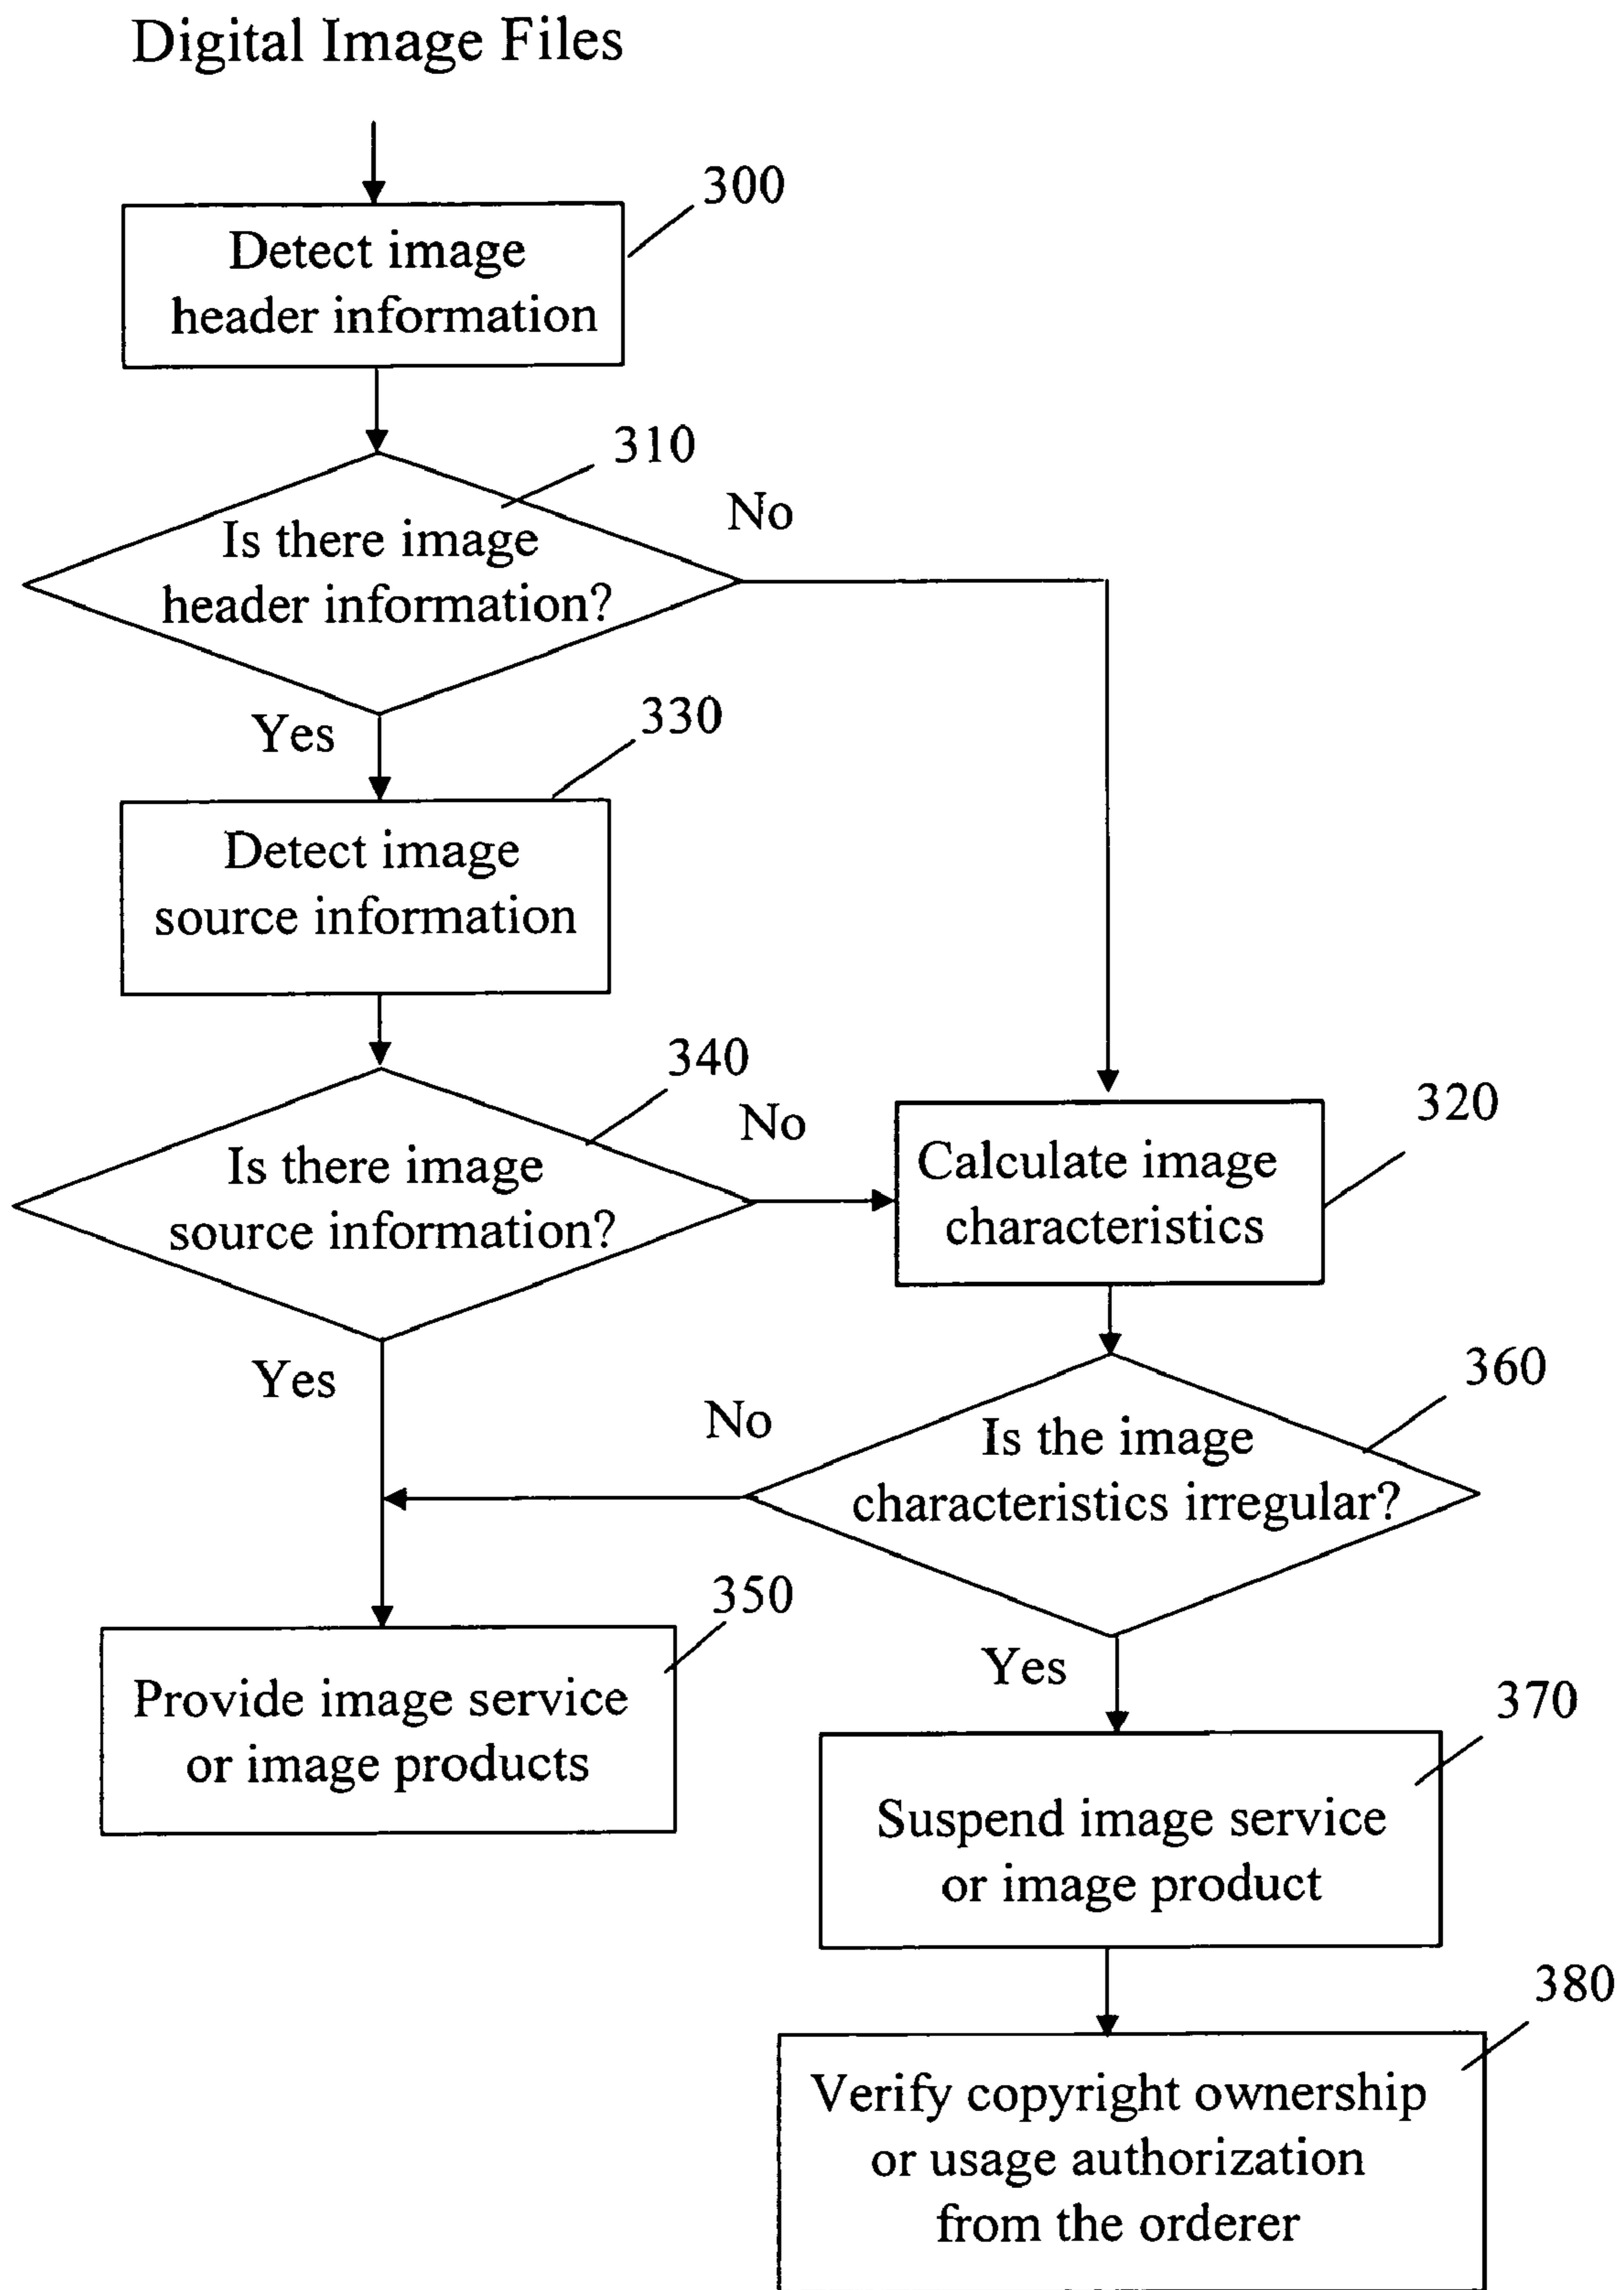 Digital Image Files
300
Detect image
header information
310
No
Is there image
header information?
Yes
330
Detect image
source information
340
No
Is there image
source information?
320
Calculate image
characteristics
Yes
360
No
Is the image
characteristics irregular?
350
Provide image service
or image products
Yes
370
Suspend image service
or image product
380
Verify copyright ownership
or usage authorization
from the orderer